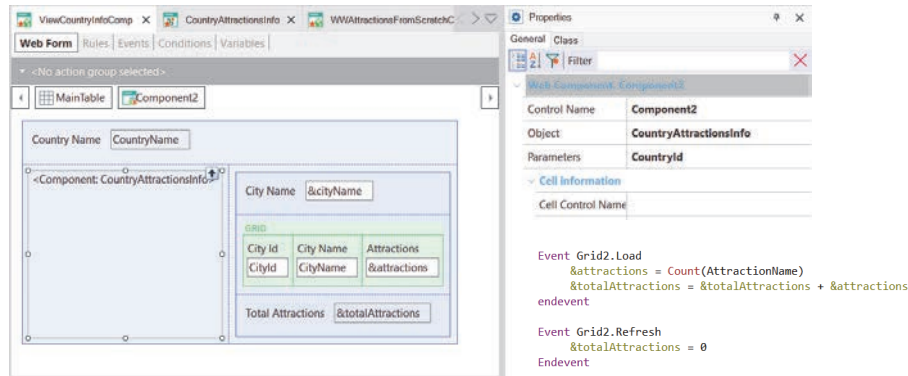 ViewCountryInfoComp
CountryAttractionsInfo
WWAttractionsFromScratchC
Web Form Rules Events Conditions Variables
<No action group selected>
MainTable
Component2
Country Name CountryName
<Component: CountryAttractionsInfo>
City Name &cityName
GRID
City Id City Name Attractions
CityId CityName &attractions
Total Attractions &totalAttractions
Properties
General Class
Filter
Web Component: Component2
Control Name Component2
Object CountryAttractionsInfo
Parameters CountryId
Cell information
Cell Control Name
Event Grid2.Load
&attractions = Count(AttractionName)
&totalAttractions = &totalAttractions + &attractions
endevent
Event Grid2.Refresh
&totalAttractions = 0
Endevent